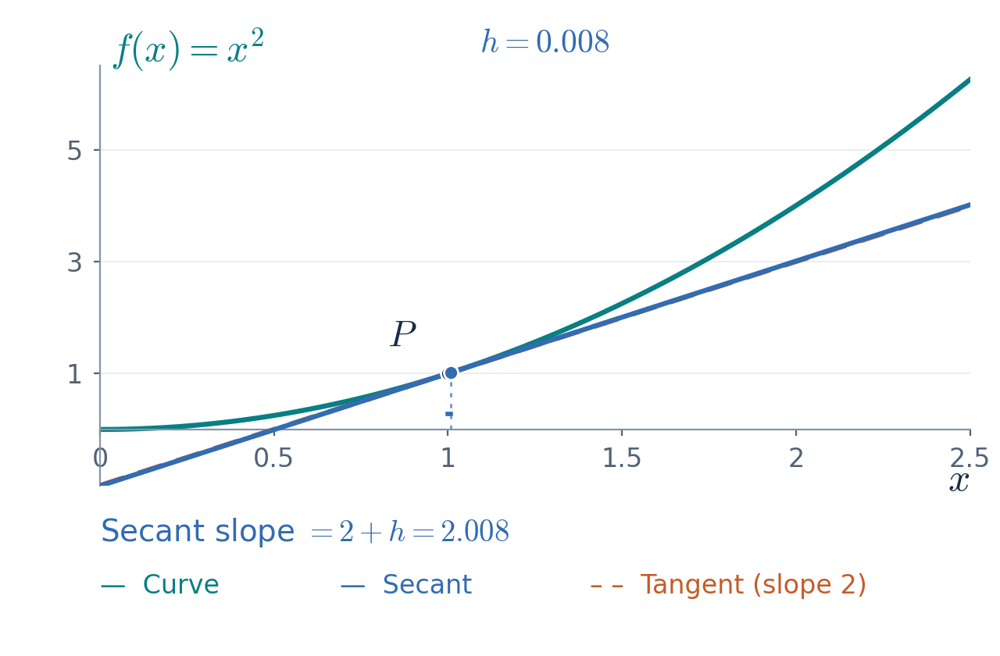 f(x) = x²
h = 0.008
5
3
P
1
0 0.5 1 1.5 2 2.5
x
Secant slope = 2 + h = 2.008
— Curve — Secant – – Tangent (slope 2)